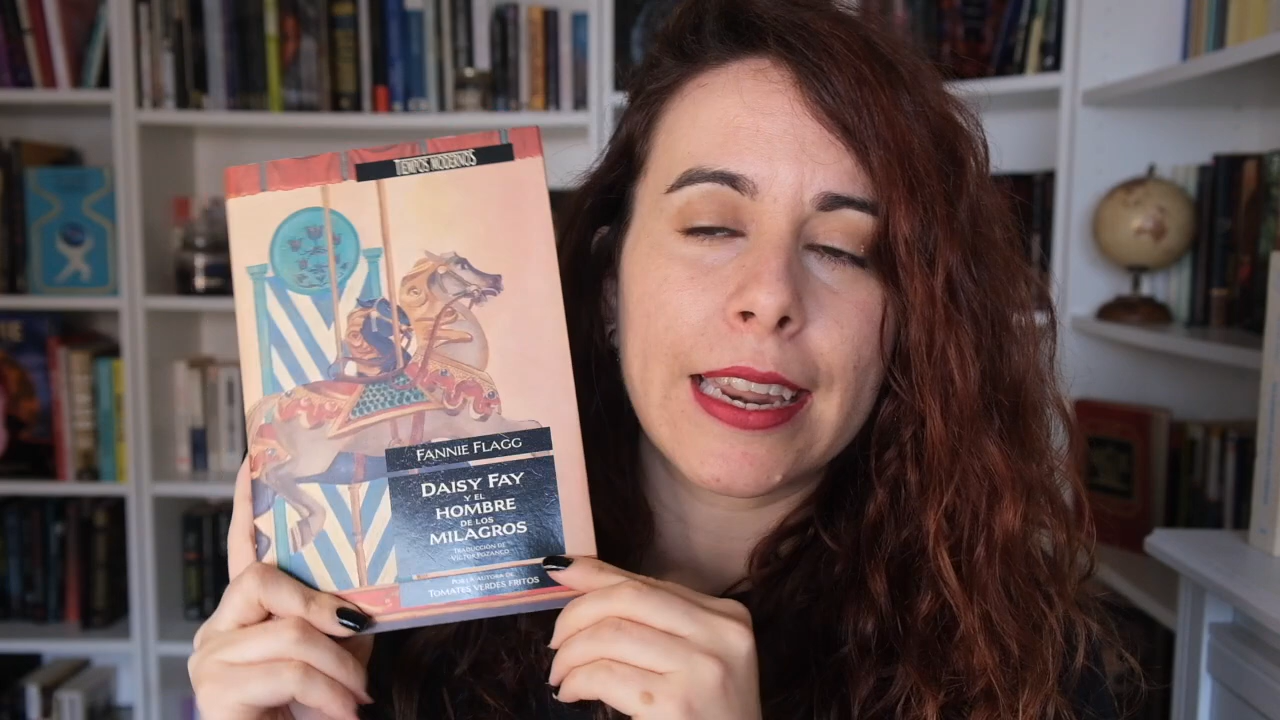 TIEMPOS MODERNOS
FANNIE FLAGG
DAISY FAY
Y EL
HOMBRE
DE LOS
MILAGROS
TRADUCCIÓN DE
VÍCTOR POZANCO
POR LA AUTORA DE
TOMATES VERDES FRITOS